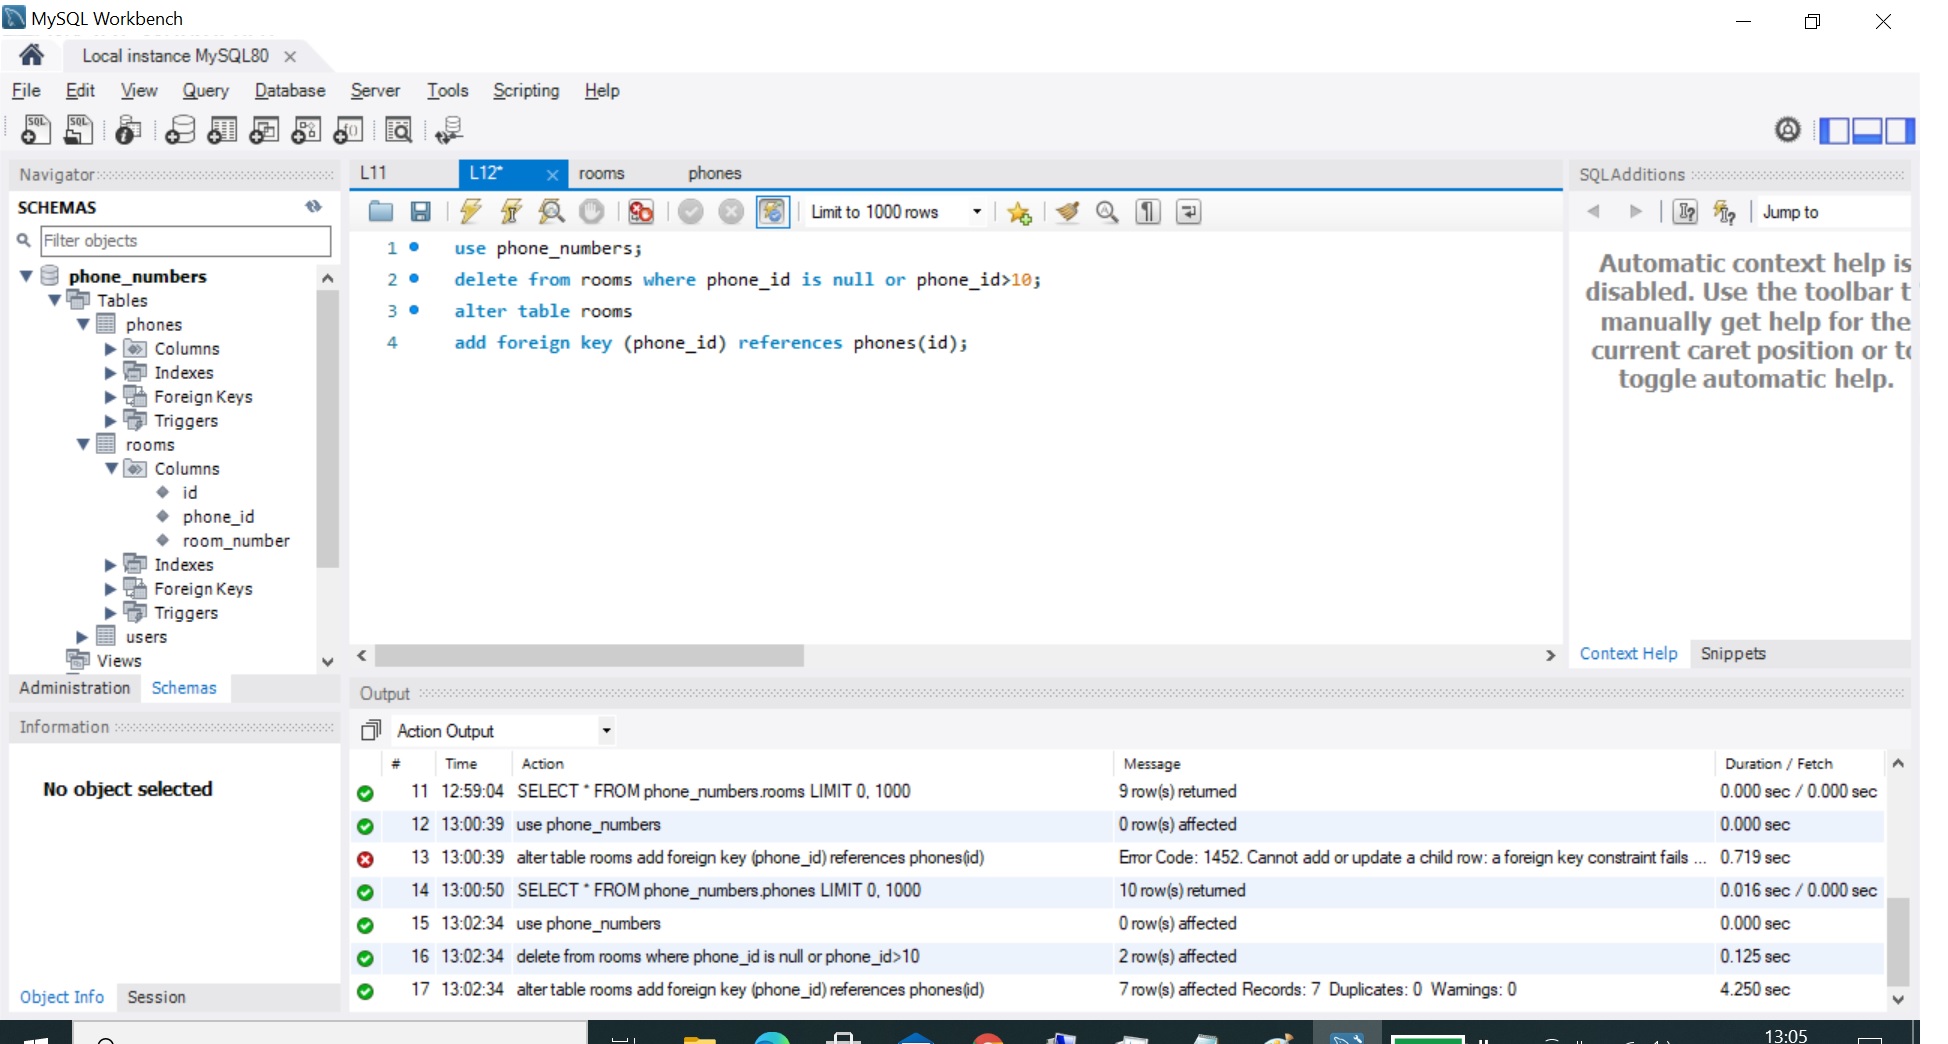 MySQL Workbench
Local instance MySQL80
File Edit View Query Database Server Tools Scripting Help
Navigator
SCHEMAS
Filter objects
phone_numbers
Tables
phones
Columns
Indexes
Foreign Keys
Triggers
rooms
Columns
id
phone_id
room_number
Indexes
Foreign Keys
Triggers
users
Views
Administration Schemas
Information
No object selected
Object Info Session
L11 L12* rooms phones
Limit to 1000 rows
1 use phone_numbers;
2 delete from rooms where phone_id is null or phone_id>10;
3 alter table rooms
4 add foreign key (phone_id) references phones(id);
SQLAdditions
Jump to
Automatic context help is
disabled. Use the toolbar t
manually get help for the
current caret position or to
toggle automatic help.
Context Help Snippets
Output
Action Output
# Time Action Message Duration / Fetch
11 12:59:04 SELECT * FROM phone_numbers.rooms LIMIT 0, 1000 9 row(s) returned 0.000 sec / 0.000 sec
12 13:00:39 use phone_numbers 0 row(s) affected 0.000 sec
13 13:00:39 alter table rooms add foreign key (phone_id) references phones(id) Error Code: 1452. Cannot add or update a child row: a foreign key constraint fails ... 0.719 sec
14 13:00:50 SELECT * FROM phone_numbers.phones LIMIT 0, 1000 10 row(s) returned 0.016 sec / 0.000 sec
15 13:02:34 use phone_numbers 0 row(s) affected 0.000 sec
16 13:02:34 delete from rooms where phone_id is null or phone_id>10 2 row(s) affected 0.125 sec
17 13:02:34 alter table rooms add foreign key (phone_id) references phones(id) 7 row(s) affected Records: 7 Duplicates: 0 Warnings: 0 4.250 sec
13:05